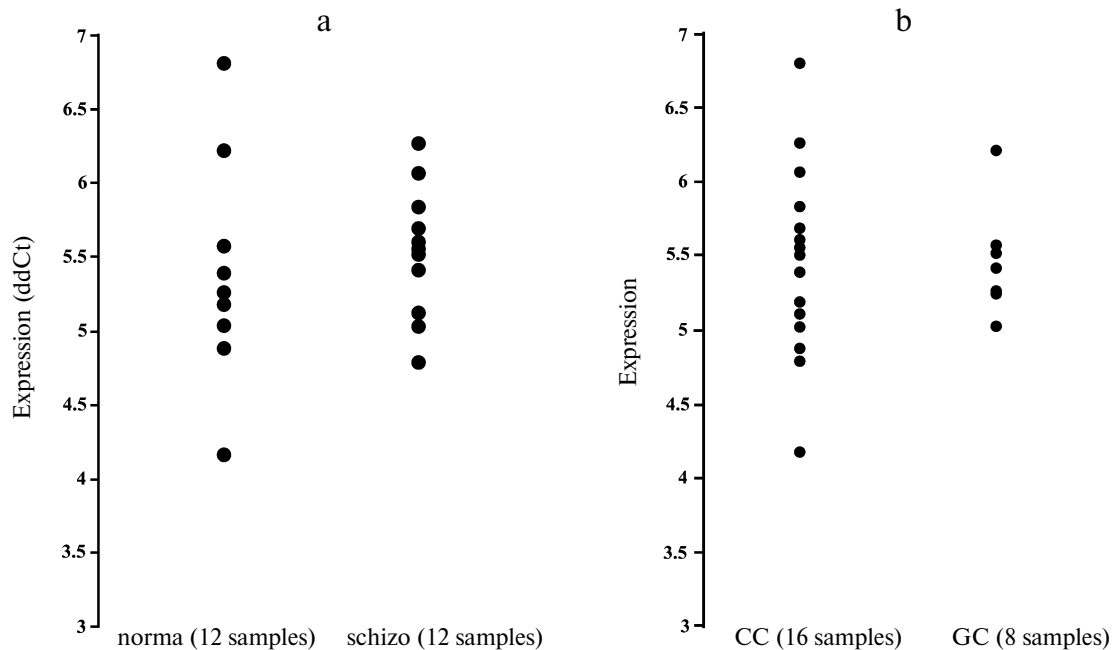 a
7
6.5
6
5.5
5
4.5
4
3.5
3
Expression (ddCt)
norma (12 samples)
schizo (12 samples)
b
7
6.5
6
5.5
5
4.5
4
3.5
3
Expression
CC (16 samples)
GC (8 samples)